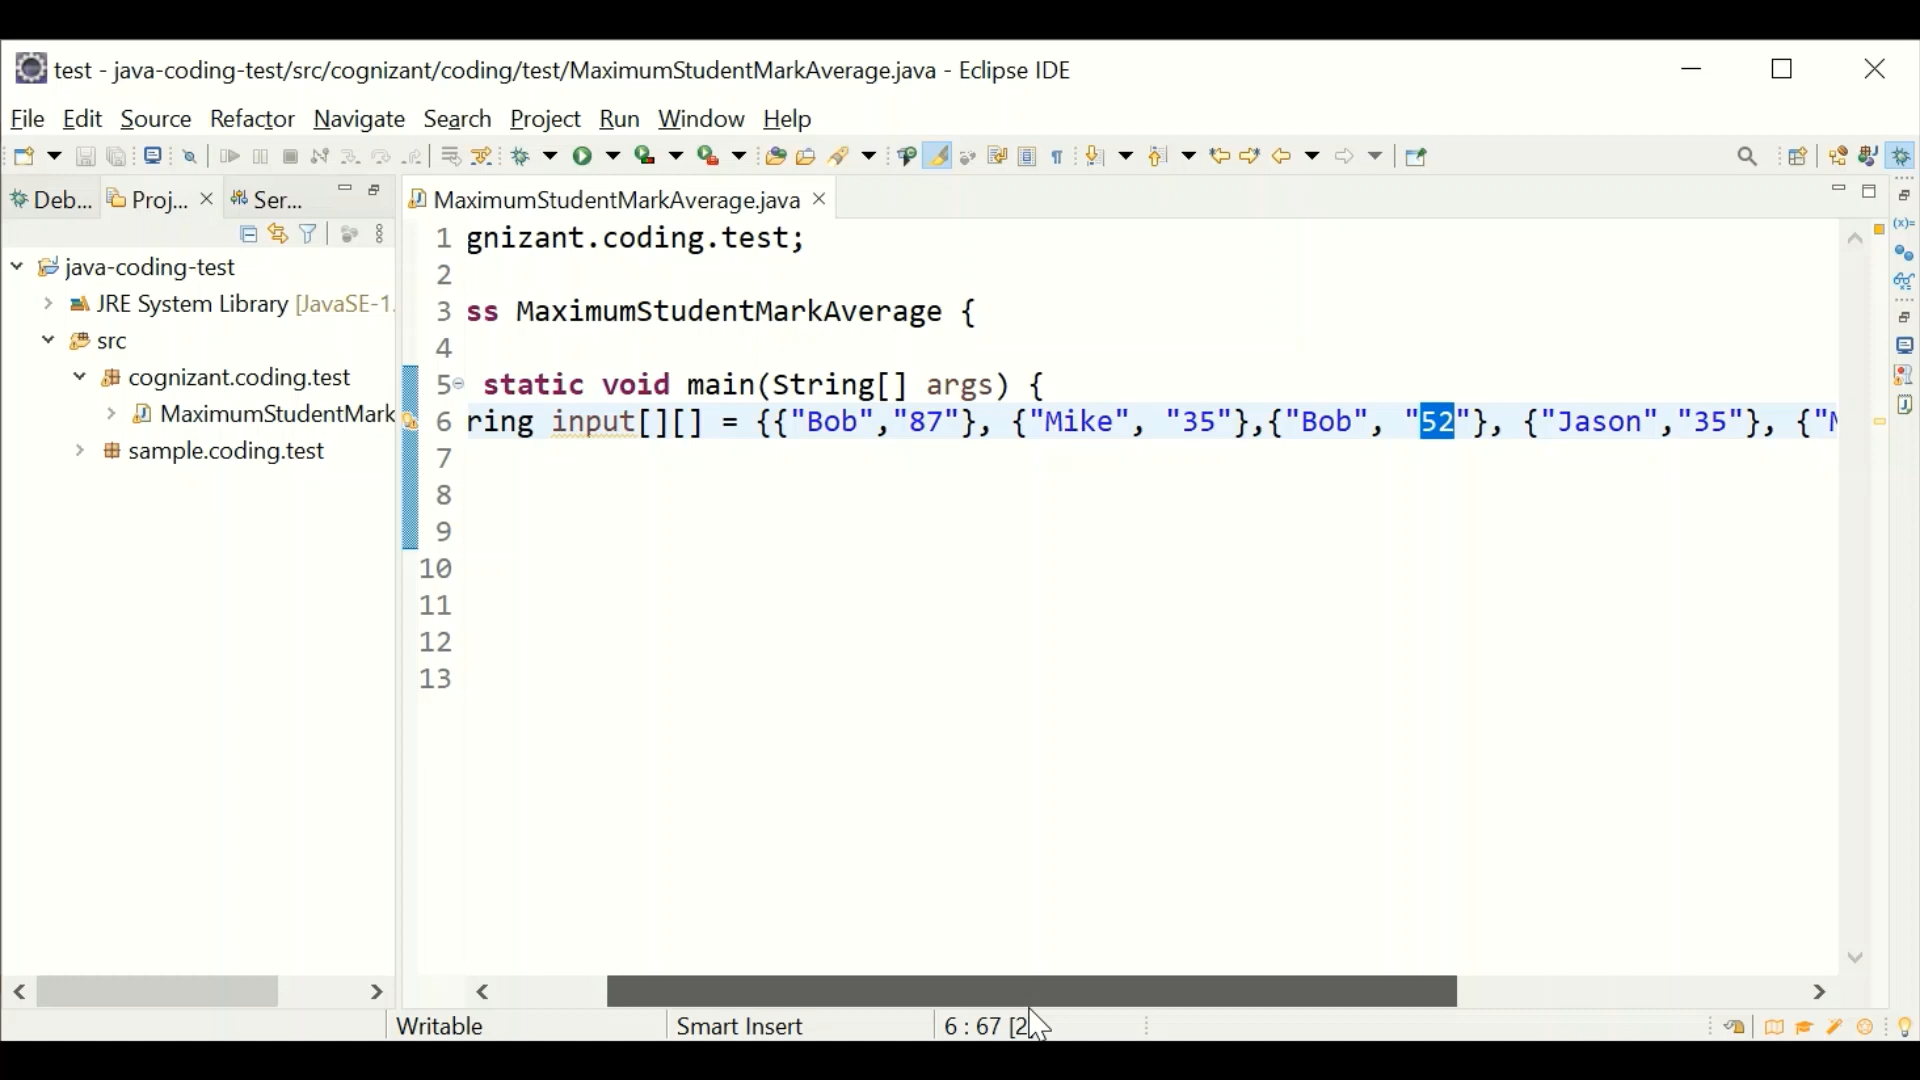 test - java-coding-test/src/cognizant/coding/test/MaximumStudentMarkAverage.java - Eclipse IDE
File Edit Source Refactor Navigate Search Project Run Window Help
Deb... Proj... Ser...
MaximumStudentMarkAverage.java
java-coding-test
JRE System Library [JavaSE-1.
src
cognizant.coding.test
MaximumStudentMark
sample.coding.test
1 gnizant.coding.test;
2
3 ss MaximumStudentMarkAverage {
4
5 static void main(String[] args) {
6 ring input[][] = {{"Bob","87"}, {"Mike", "35"},{"Bob", "52"}, {"Jason","35"}, {"M
7
8
9
10
11
12
13
Writable Smart Insert 6 : 67 [2